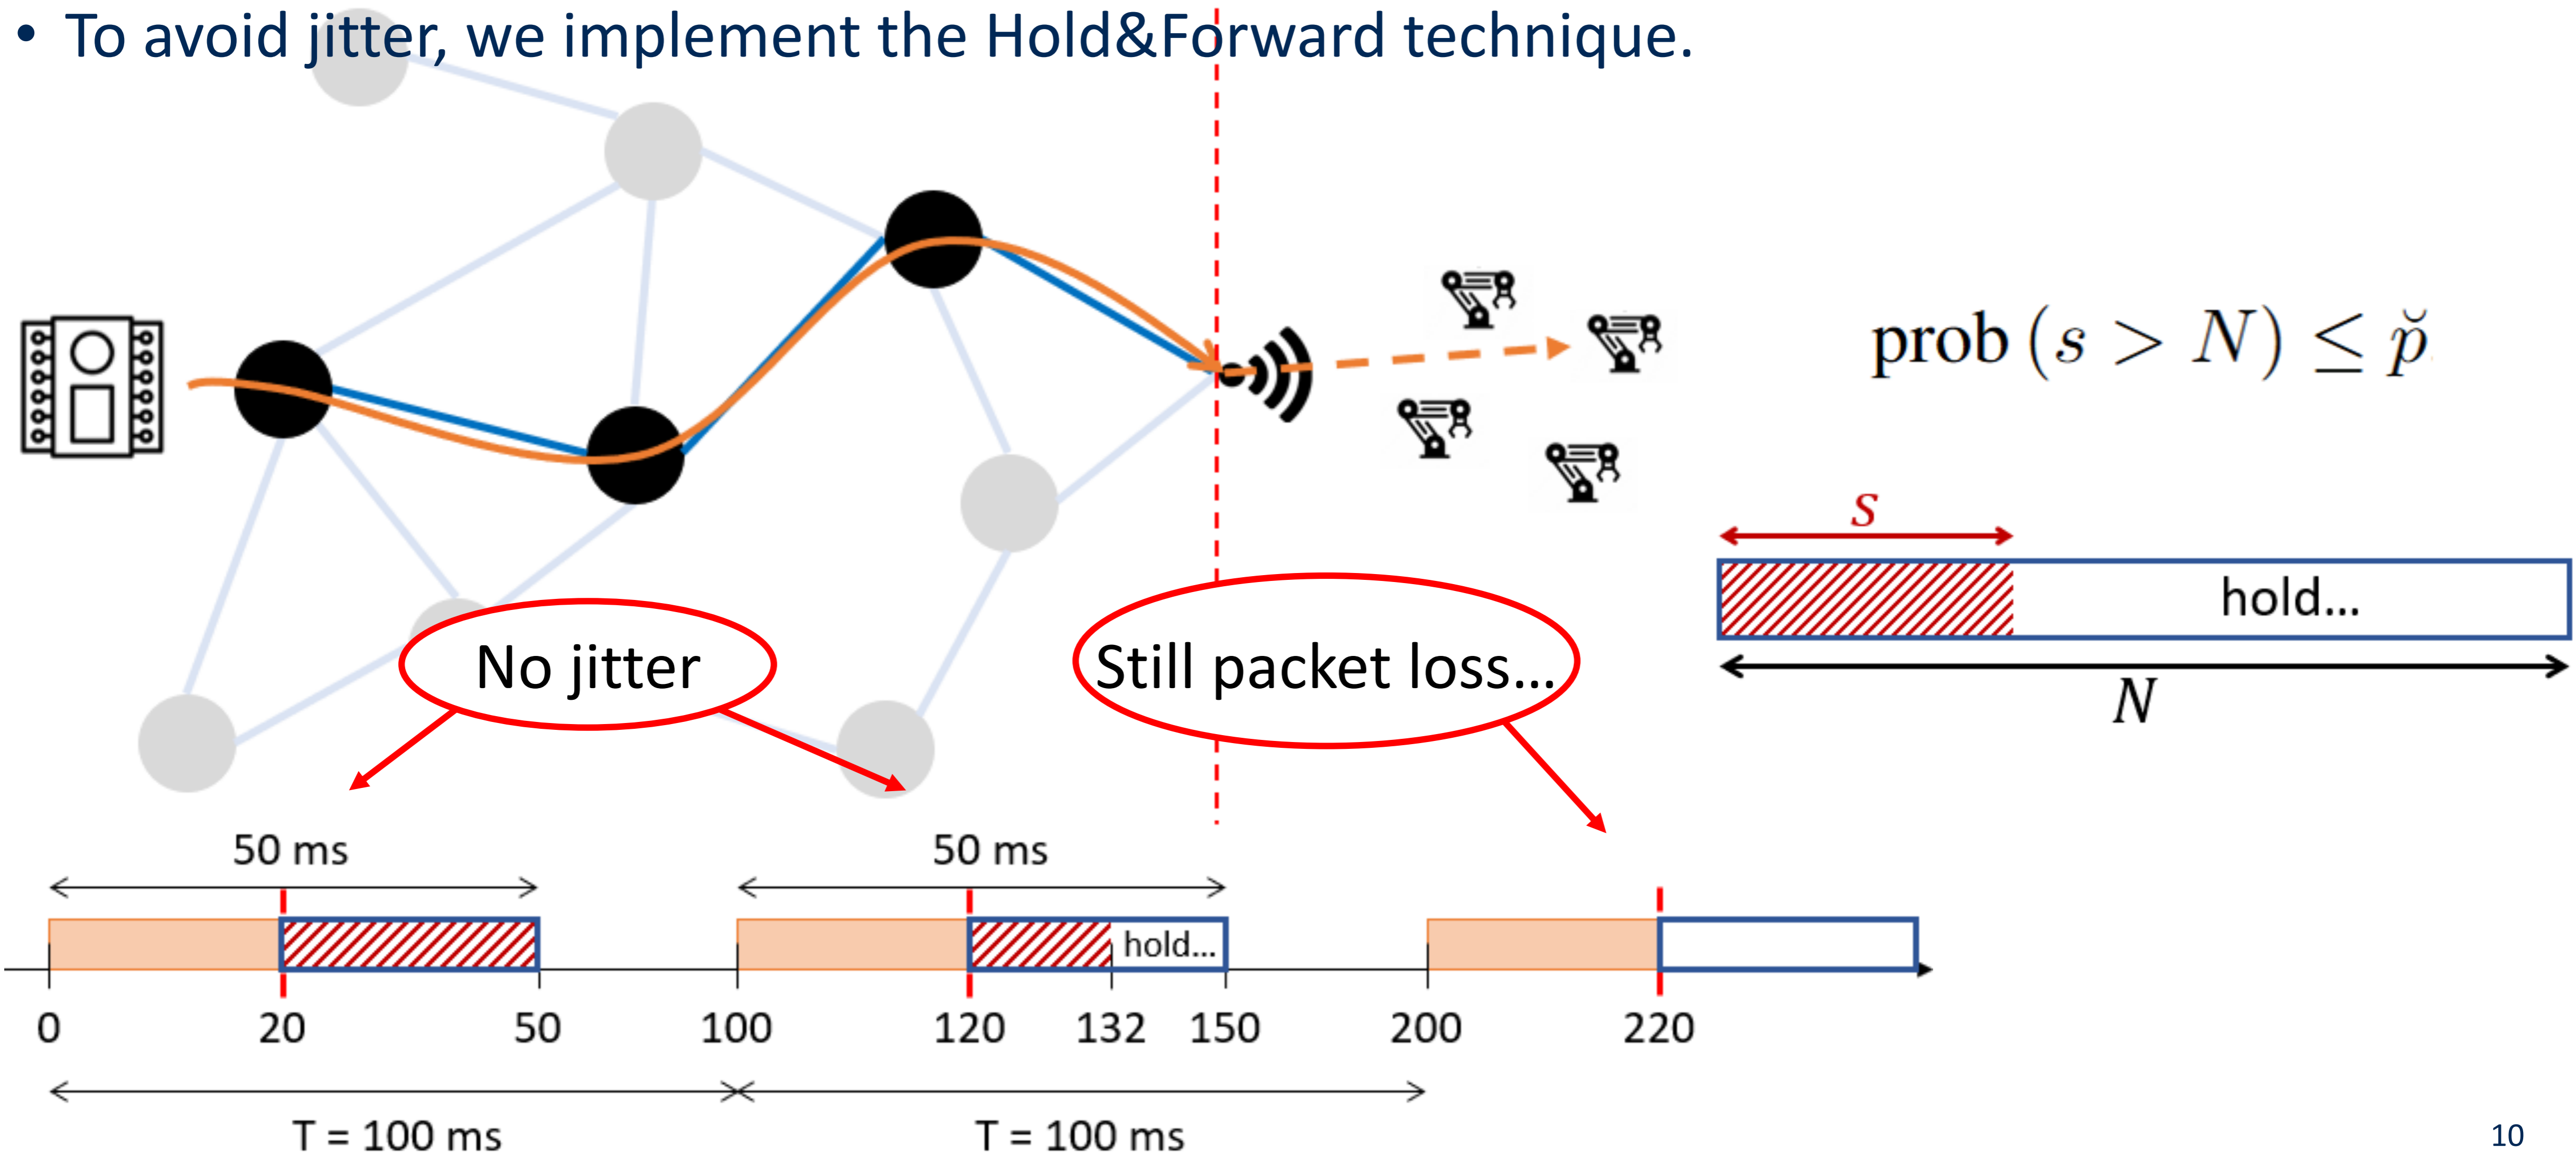 • To avoid jitter, we implement the Hold&Forward technique.
prob (s > N) ≤ p̆
s
hold...
N
No jitter
Still packet loss...
50 ms
50 ms
hold...
0 20 50 100 120 132 150 200 220
T = 100 ms
T = 100 ms
10